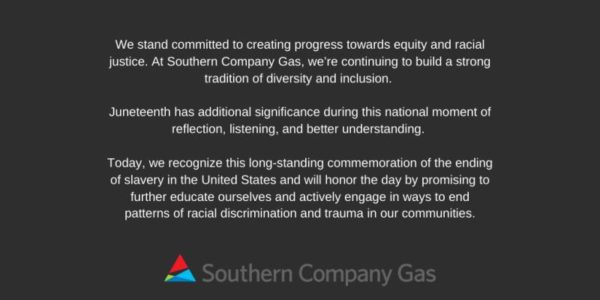 We stand committed to creating progress towards equity and racial
justice. At Southern Company Gas, we're continuing to build a strong
tradition of diversity and inclusion.
Juneteenth has additional significance during this national moment of
reflection, listening, and better understanding.
Today, we recognize this long-standing commemoration of the ending
of slavery in the United States and will honor the day by promising to
further educate ourselves and actively engage in ways to end
patterns of racial discrimination and trauma in our communities.
Southern Company Gas